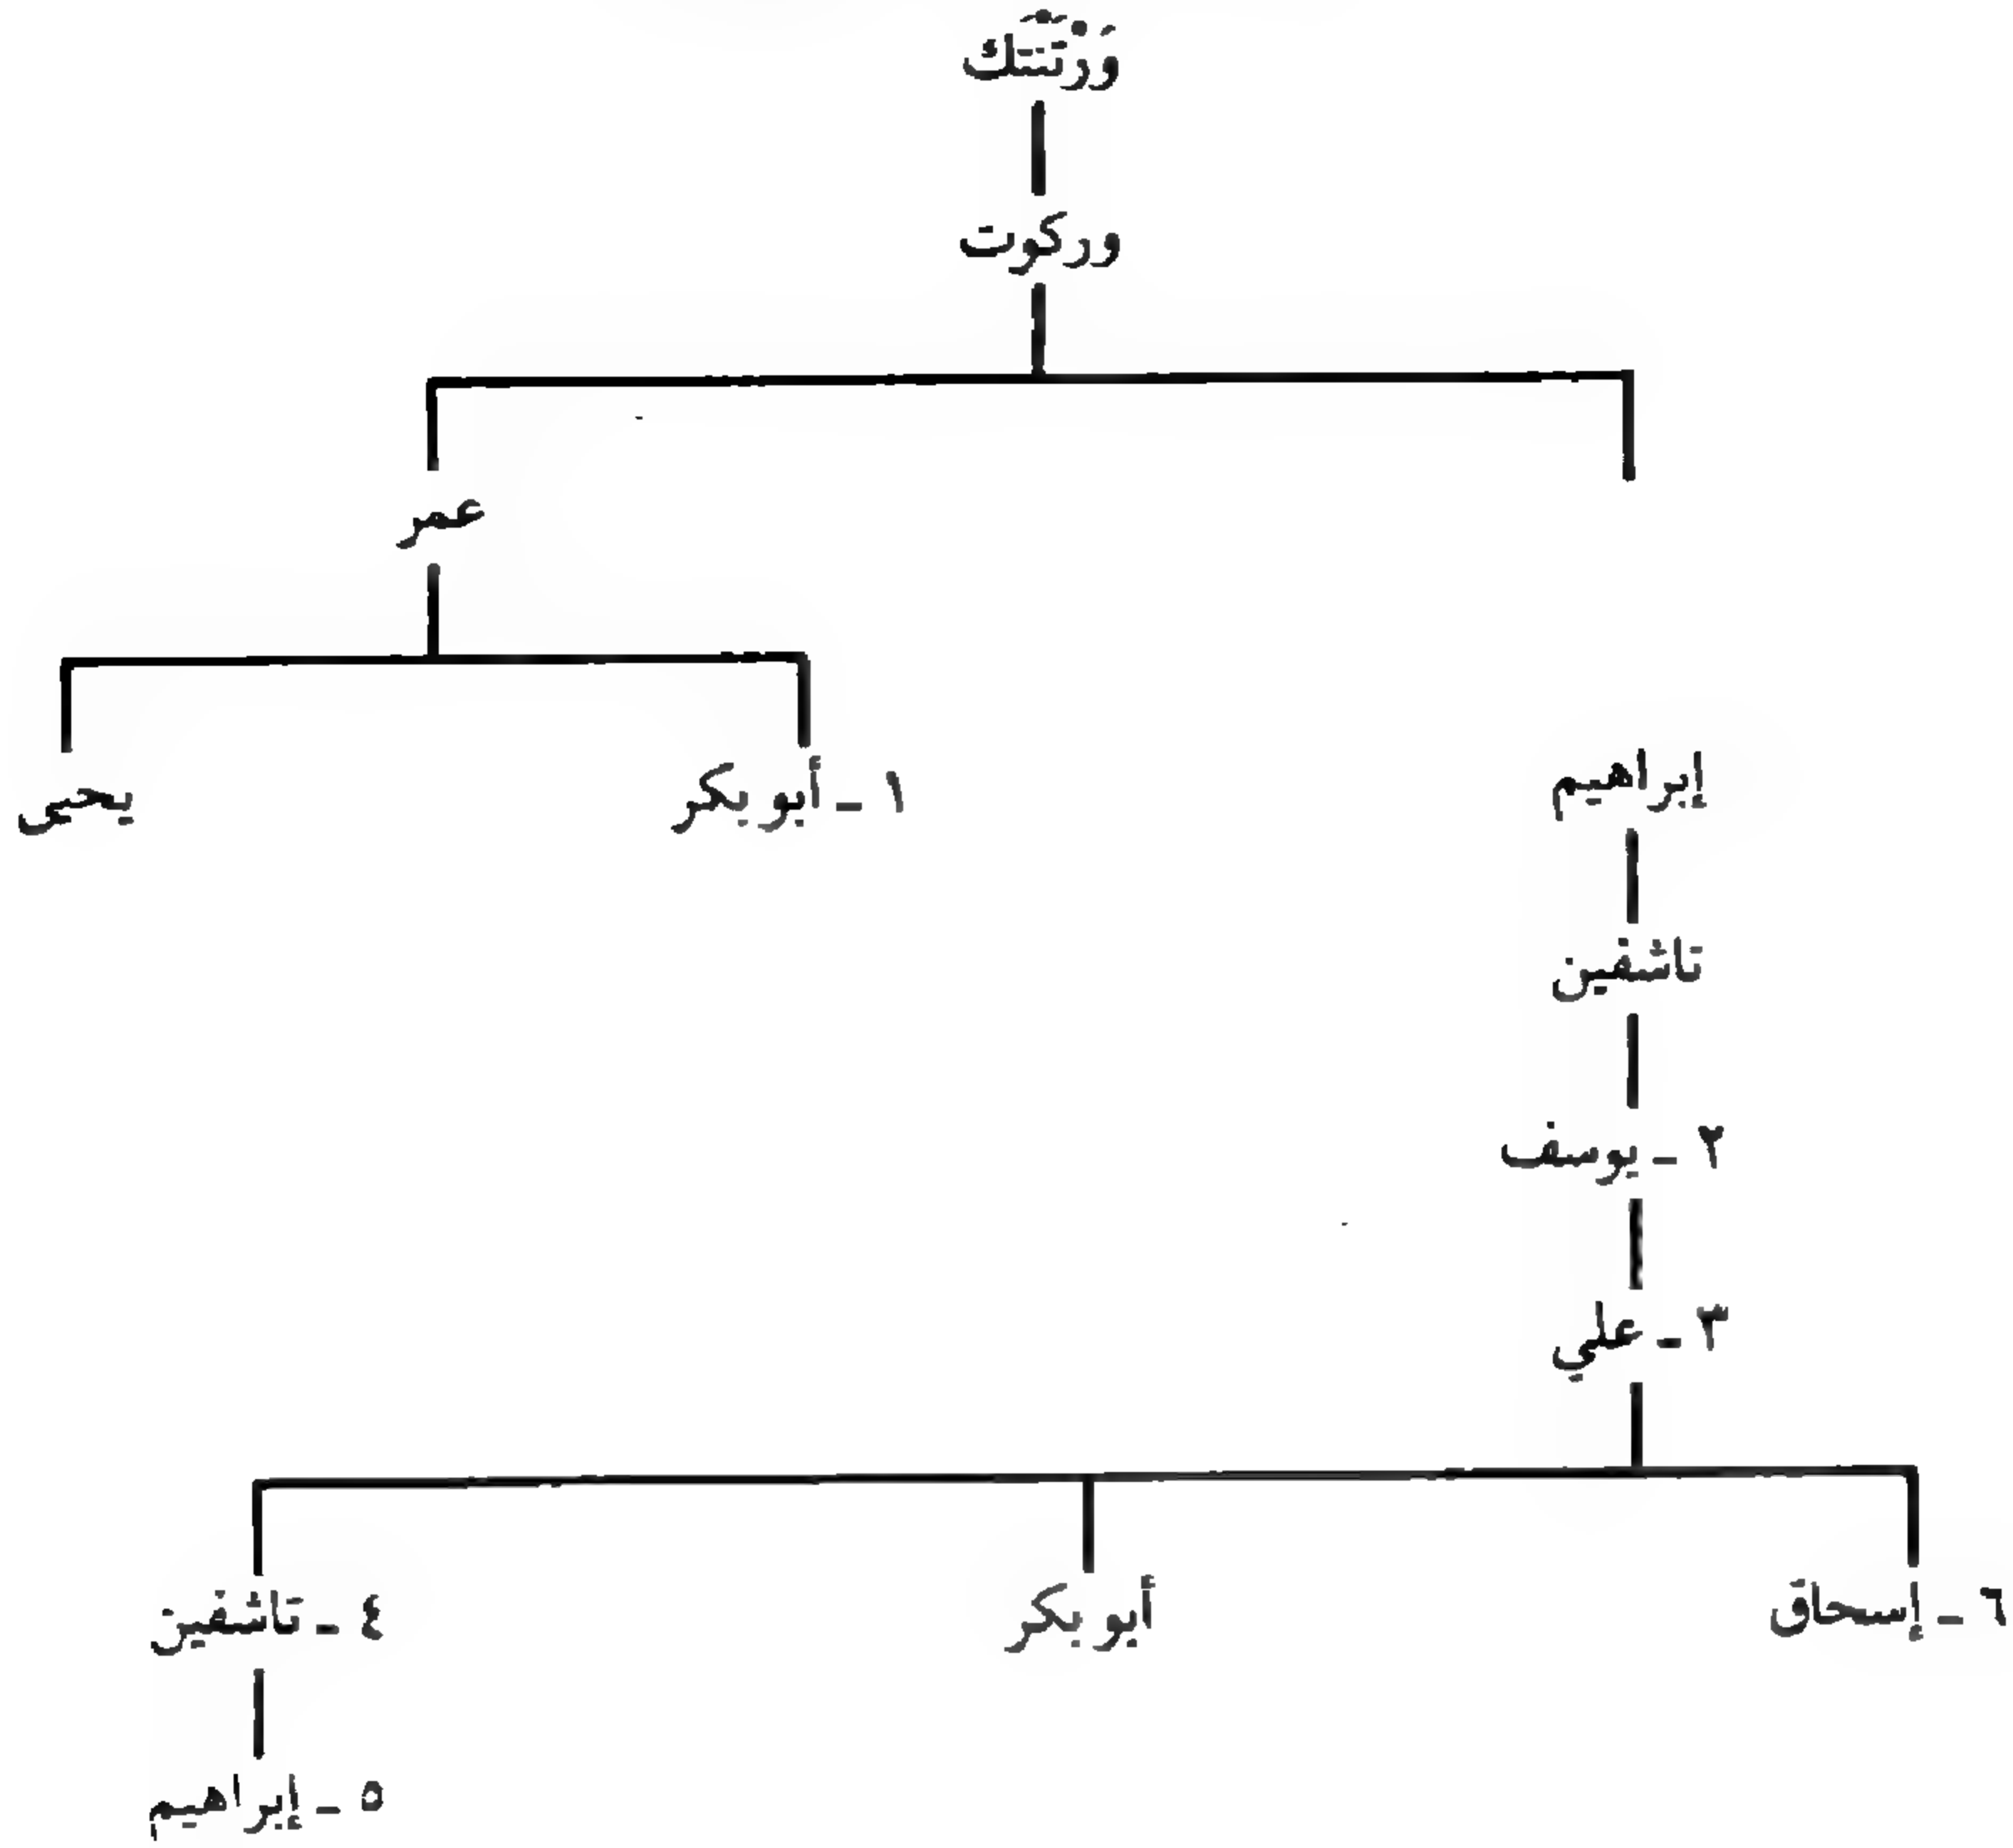 وَرْتَنْتَك
وركوت
عمر
١ - أبو بكر
يحيى
إبراهيم
تاشفين
٢ - يوسف
٣ - علي
٦ - إسحاق
أبو بكر
٤ - تاشفين
٥ - إبراهيم